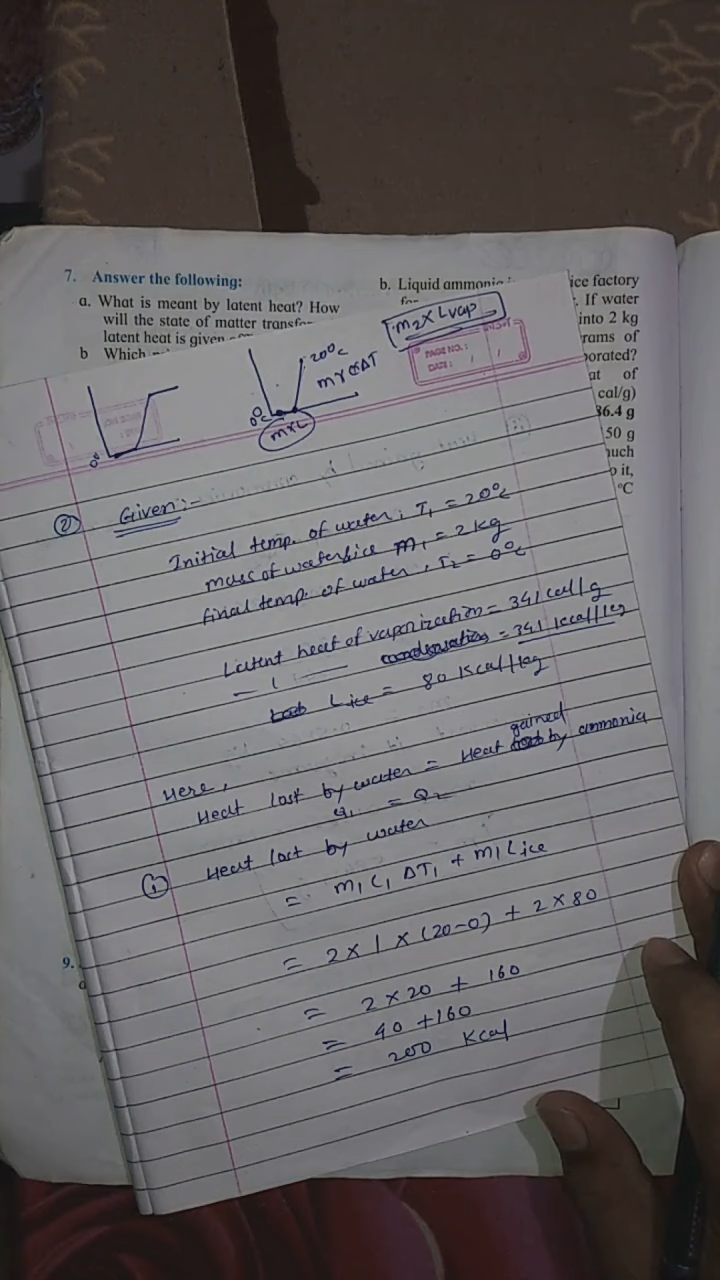 7. Answer the following:
a. What is meant by latent heat? How
will the state of matter
latent heat is given
b Which
b. Liquid
ice factory
. If water
into 2 kg
rams of
porated?
at of
cal/g)
36.4 g
50 g
much
o it,
°C
m2 x Lvap
PAGE NO.:
DATE: / /
20°c
0°c
m x L
0°
② Given :-
Initial temp. of water, T1 = 20°c
mass of water/ice m1 = 2 kg
final temp. of water, T2 = 0°c
Latent heat of vaporization = 341 cal/g
= 341 kcal/kg
Lice = 80 Kcal/kg
Here,
Heat lost by water = Heat gained by ammonia
Q1 = Q2
① Heat lost by water
= m1 C1 ΔT1 + m1 Lice
= 2 x 1 x (20-0) + 2 x 80
= 2 x 20 + 160
= 40 + 160
= 200 Kcal
9.